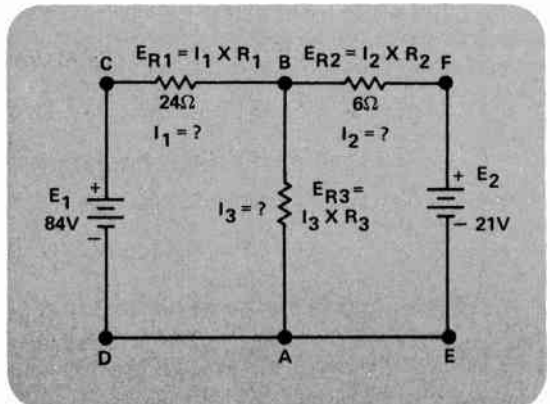 E_R1 = I_1 X R_1   E_R2 = I_2 X R_2
C B F
24Ω 6Ω
I_1 = ? I_2 = ?
E_1 + 84V −
I_3 = ? E_R3 = I_3 X R_3
+ E_2 − 21V
D A E